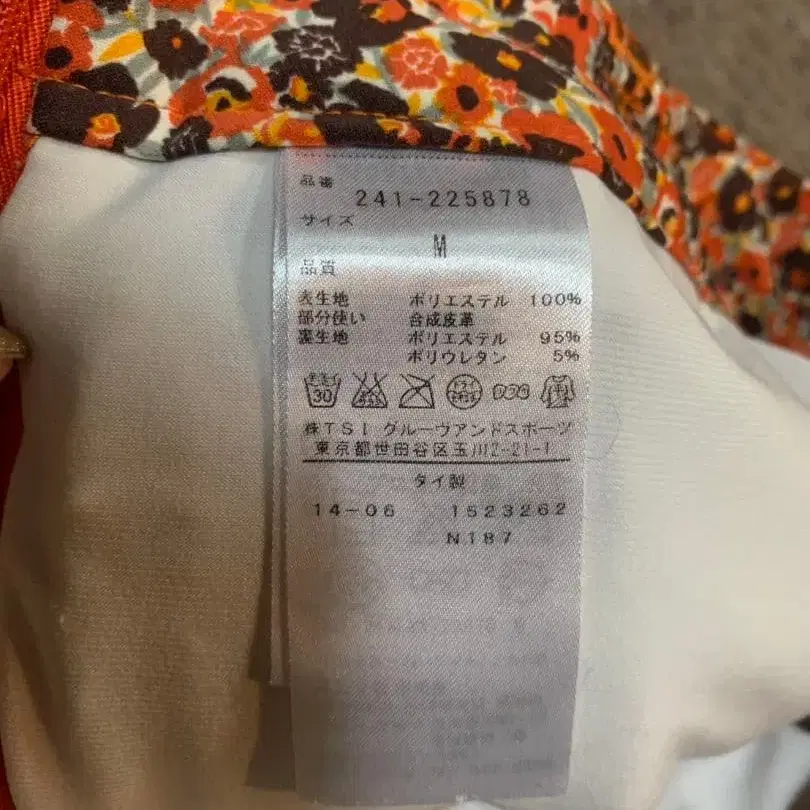 品番
241-225878
サイズ
M
品質
表生地 ポリエステル 100%
部分使い 合成皮革
裏生地 ポリエステル 95%
ポリウレタン 5%
30
株TSI グルーヴアンドスポーツ
東京都世田谷区玉川2-21-1
タイ製
14-06 1523262
N187